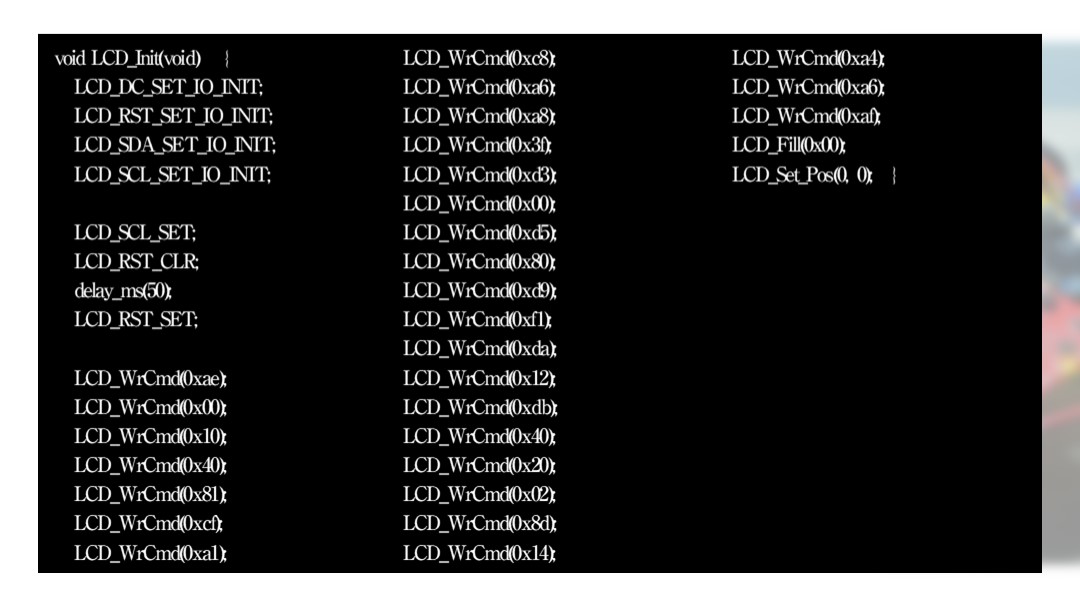 void LCD_Init(void) {
LCD_DC_SET_IO_INIT;
LCD_RST_SET_IO_INIT;
LCD_SDA_SET_IO_INIT;
LCD_SCL_SET_IO_INIT;
LCD_SCL_SET;
LCD_RST_CLR;
delay_ms(50);
LCD_RST_SET;
LCD_WrCmd(0xae);
LCD_WrCmd(0x00);
LCD_WrCmd(0x10);
LCD_WrCmd(0x40);
LCD_WrCmd(0x81);
LCD_WrCmd(0xcf);
LCD_WrCmd(0xa1);
LCD_WrCmd(0xc8);
LCD_WrCmd(0xa6);
LCD_WrCmd(0xa8);
LCD_WrCmd(0x3f);
LCD_WrCmd(0xd3);
LCD_WrCmd(0x00);
LCD_WrCmd(0xd5);
LCD_WrCmd(0x80);
LCD_WrCmd(0xd9);
LCD_WrCmd(0xf1);
LCD_WrCmd(0xda);
LCD_WrCmd(0x12);
LCD_WrCmd(0xdb);
LCD_WrCmd(0x40);
LCD_WrCmd(0x20);
LCD_WrCmd(0x02);
LCD_WrCmd(0x8d);
LCD_WrCmd(0x14);
LCD_WrCmd(0xa4);
LCD_WrCmd(0xa6);
LCD_WrCmd(0xaf);
LCD_Fill(0x00);
LCD_Set_Pos(0, 0); }